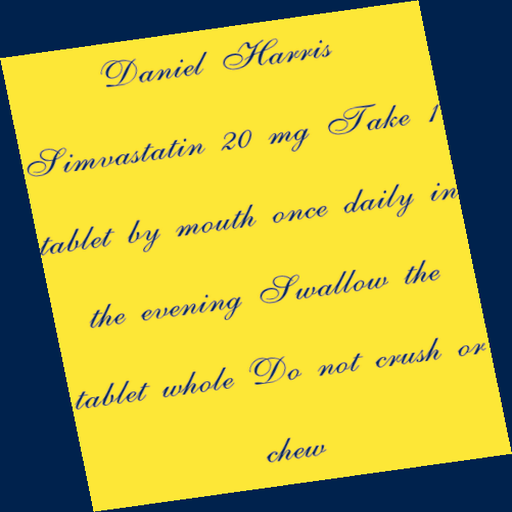 Daniel Harris
Simvastatin 20 mg Take 1
tablet by mouth once daily in
the evening Swallow the
tablet whole Do not crush or
chew